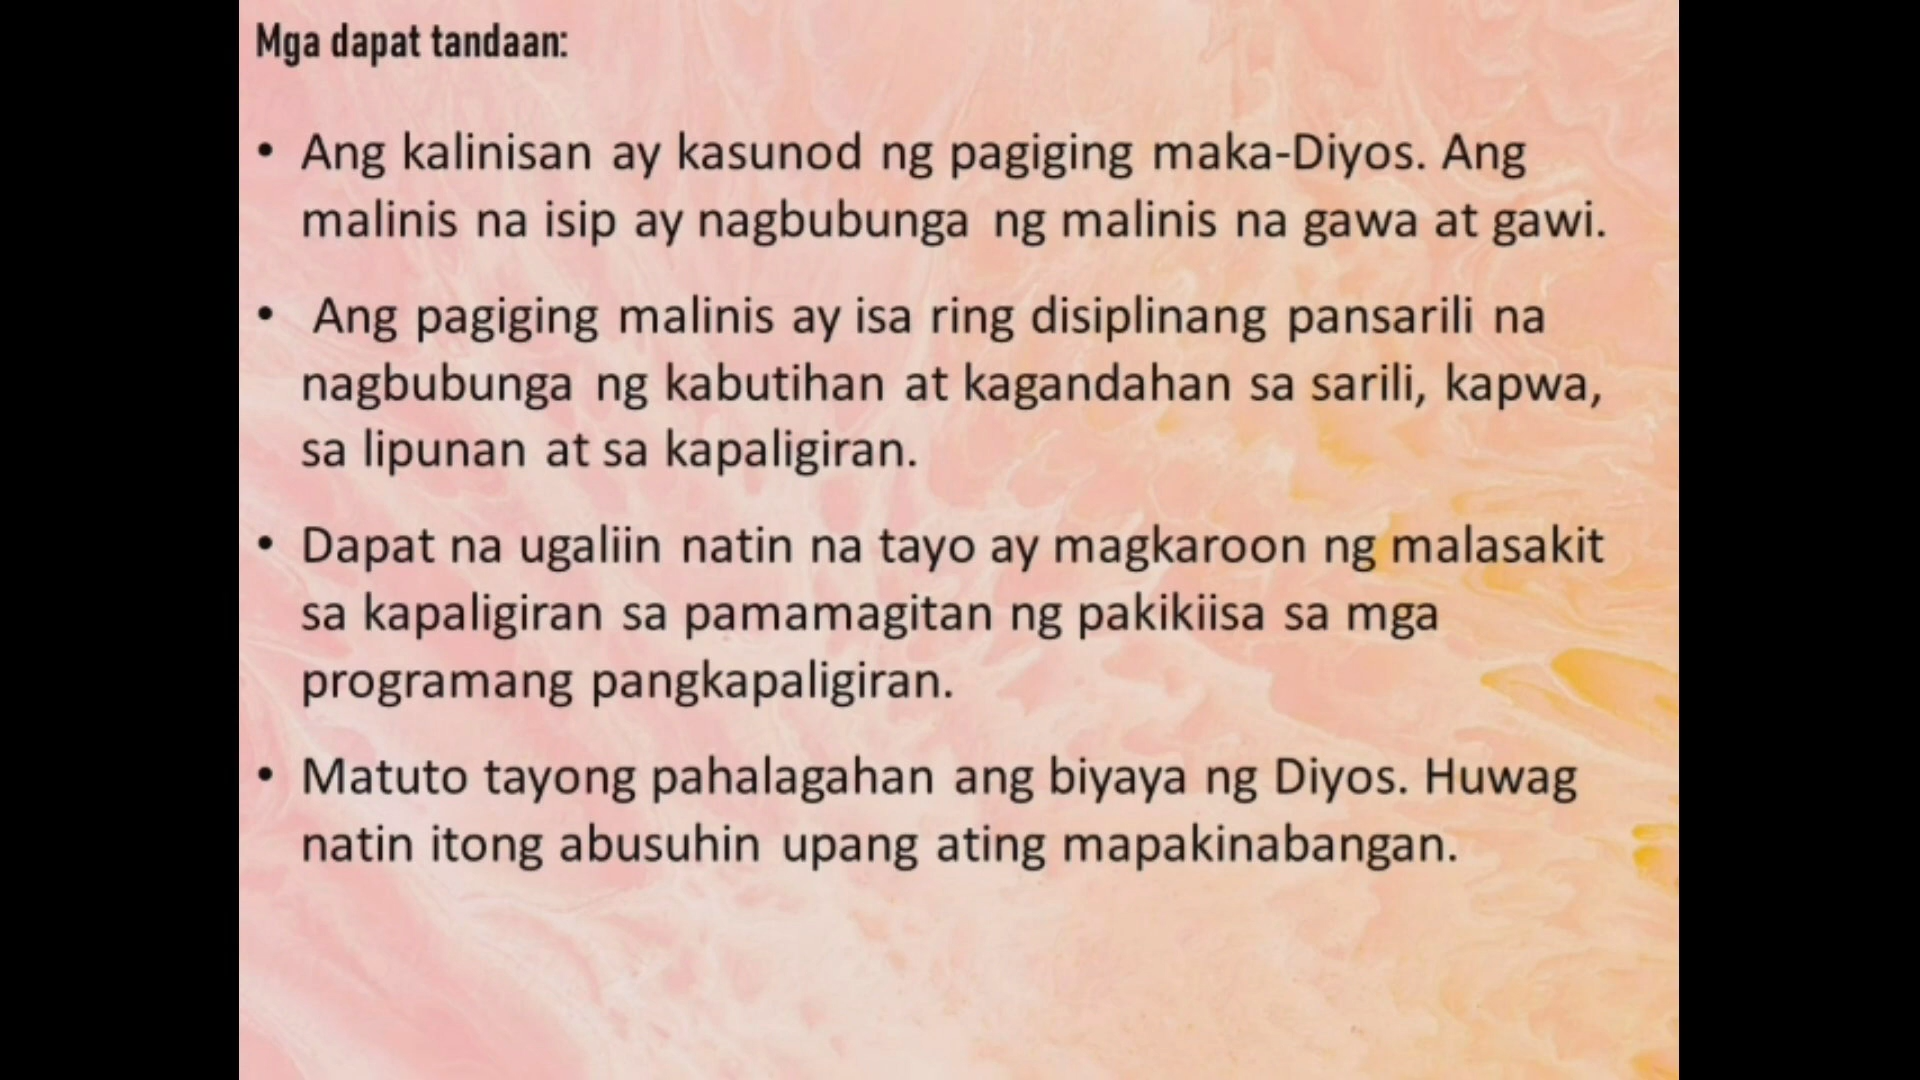 Mga dapat tandaan:
• Ang kalinisan ay kasunod ng pagiging maka-Diyos. Ang
malinis na isip ay nagbubunga ng malinis na gawa at gawi.
• Ang pagiging malinis ay isa ring disiplinang pansarili na
nagbubunga ng kabutihan at kagandahan sa sarili, kapwa,
sa lipunan at sa kapaligiran.
• Dapat na ugaliin natin na tayo ay magkaroon ng malasakit
sa kapaligiran sa pamamagitan ng pakikiisa sa mga
programang pangkapaligiran.
• Matuto tayong pahalagahan ang biyaya ng Diyos. Huwag
natin itong abusuhin upang ating mapakinabangan.